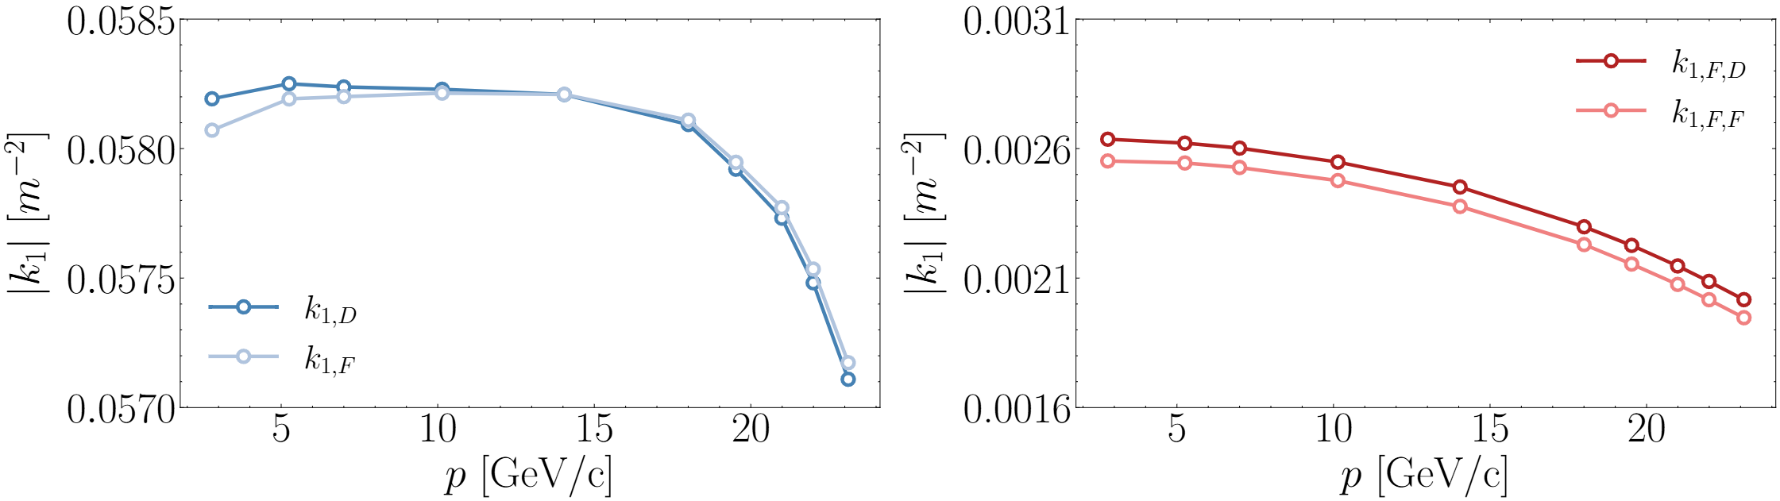 0.0585
0.0580
0.0575
0.0570
|k₁| [m⁻²]
5 10 15 20
p [GeV/c]
k₁,D
k₁,F
0.0031
0.0026
0.0021
0.0016
|k₁| [m⁻²]
5 10 15 20
p [GeV/c]
k₁,F,D
k₁,F,F